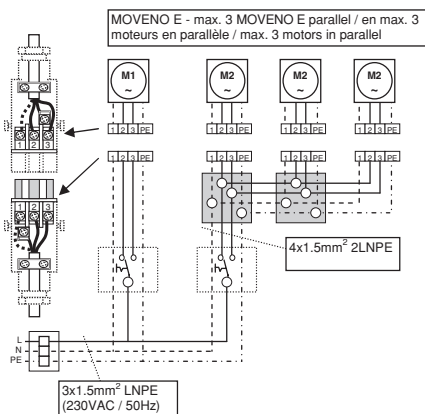 MOVENO E - max. 3 MOVENO E parallel / en max. 3
moteurs en parallèle / max. 3 motors in parallel
M1
~
M2
~
M2
~
M2
~
1 2 3 PE
1 2 3 PE
1 2 3 PE
1 2 3 PE
1 2 3 PE
1 2 3 PE
1 2 3 PE
1 2 3 PE
1 2 3
1 2 3
4x1.5mm² 2LNPE
L
N
PE
3x1.5mm² LNPE
(230VAC / 50Hz)